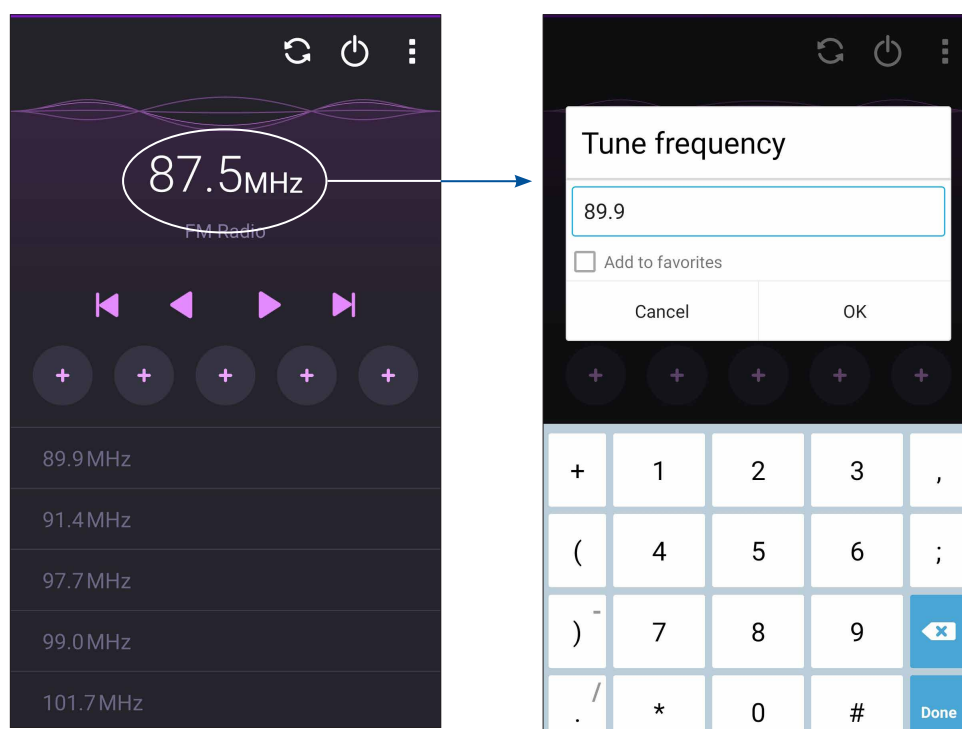 87.5MHz
FM Radio
+ + + + +
89.9MHz
91.4MHz
97.7MHz
99.0MHz
101.7MHz
Tune frequency
89.9
Add to favorites
Cancel OK
+ + + + +
+ 1 2 3 ,
( 4 5 6 ;
) - 7 8 9
. / * 0 # Done